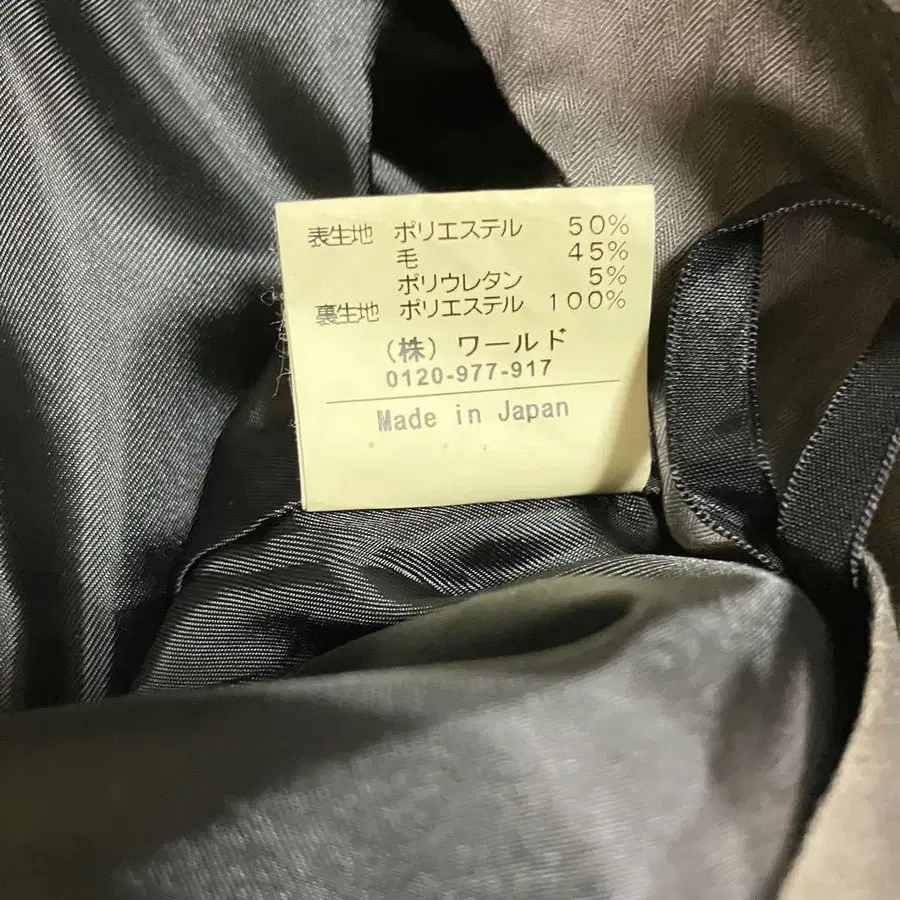 表生地 ポリエステル 50%
毛 45%
ポリウレタン 5%
裏生地 ポリエステル 100%
（株）ワールド
0120-977-917
Made in Japan